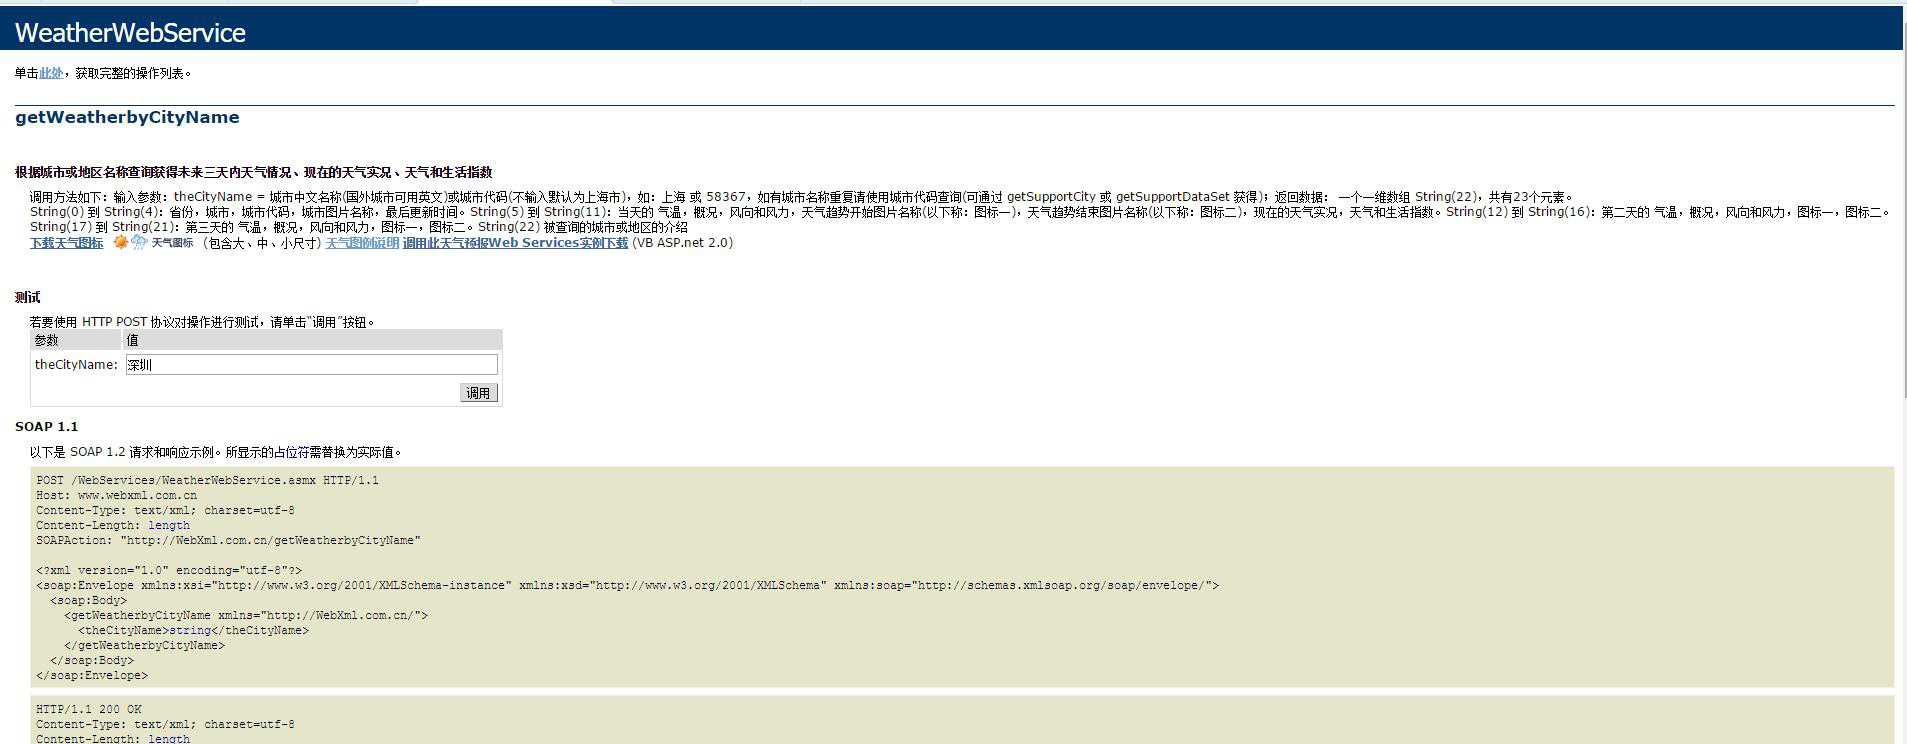 WeatherWebService
单击此处，获取完整的操作列表。
getWeatherbyCityName
根据城市或地区名称查询获得未来三天内天气情况、现在的天气实况、天气和生活指数
调用方法如下：输入参数：theCityName = 城市中文名称(国外城市可用英文)或城市代码(不输入默认为上海市)，如：上海 或 58367，如有城市名称重复请使用城市代码查询(可通过 getSupportCity 或 getSupportDataSet 获得)；返回数据： 一个一维数组 String(22)，共有23个元素。
String(0) 到 String(4)：省份，城市，城市代码，城市图片名称，最后更新时间。String(5) 到 String(11)：当天的 气温，概况，风向和风力，天气趋势开始图片名称(以下称：图标一)，天气趋势结束图片名称(以下称：图标二)，现在的天气实况，天气和生活指数。String(12) 到 String(16)：第二天的 气温，概况，风向和风力，图标一，图标二。
String(17) 到 String(21)：第三天的 气温，概况，风向和风力，图标一，图标二。String(22) 被查询的城市或地区的介绍
下载天气图标 天气图标 (包含大、中、小尺寸) 天气图例说明 调用此天气预报Web Services实例下载 (VB ASP.net 2.0)
测试
若要使用 HTTP POST 协议对操作进行测试，请单击“调用”按钮。
参数 值
theCityName: 深圳
调用
SOAP 1.1
以下是 SOAP 1.2 请求和响应示例。所显示的占位符需替换为实际值。
POST /WebServices/WeatherWebService.asmx HTTP/1.1
Host: www.webxml.com.cn
Content-Type: text/xml; charset=utf-8
Content-Length: length
SOAPAction: "http://WebXml.com.cn/getWeatherbyCityName"
<?xml version="1.0" encoding="utf-8"?>
<soap:Envelope xmlns:xsi="http://www.w3.org/2001/XMLSchema-instance" xmlns:xsd="http://www.w3.org/2001/XMLSchema" xmlns:soap="http://schemas.xmlsoap.org/soap/envelope/">
<soap:Body>
<getWeatherbyCityName xmlns="http://WebXml.com.cn/">
<theCityName>string</theCityName>
</getWeatherbyCityName>
</soap:Body>
</soap:Envelope>
HTTP/1.1 200 OK
Content-Type: text/xml; charset=utf-8
Content-Length: length